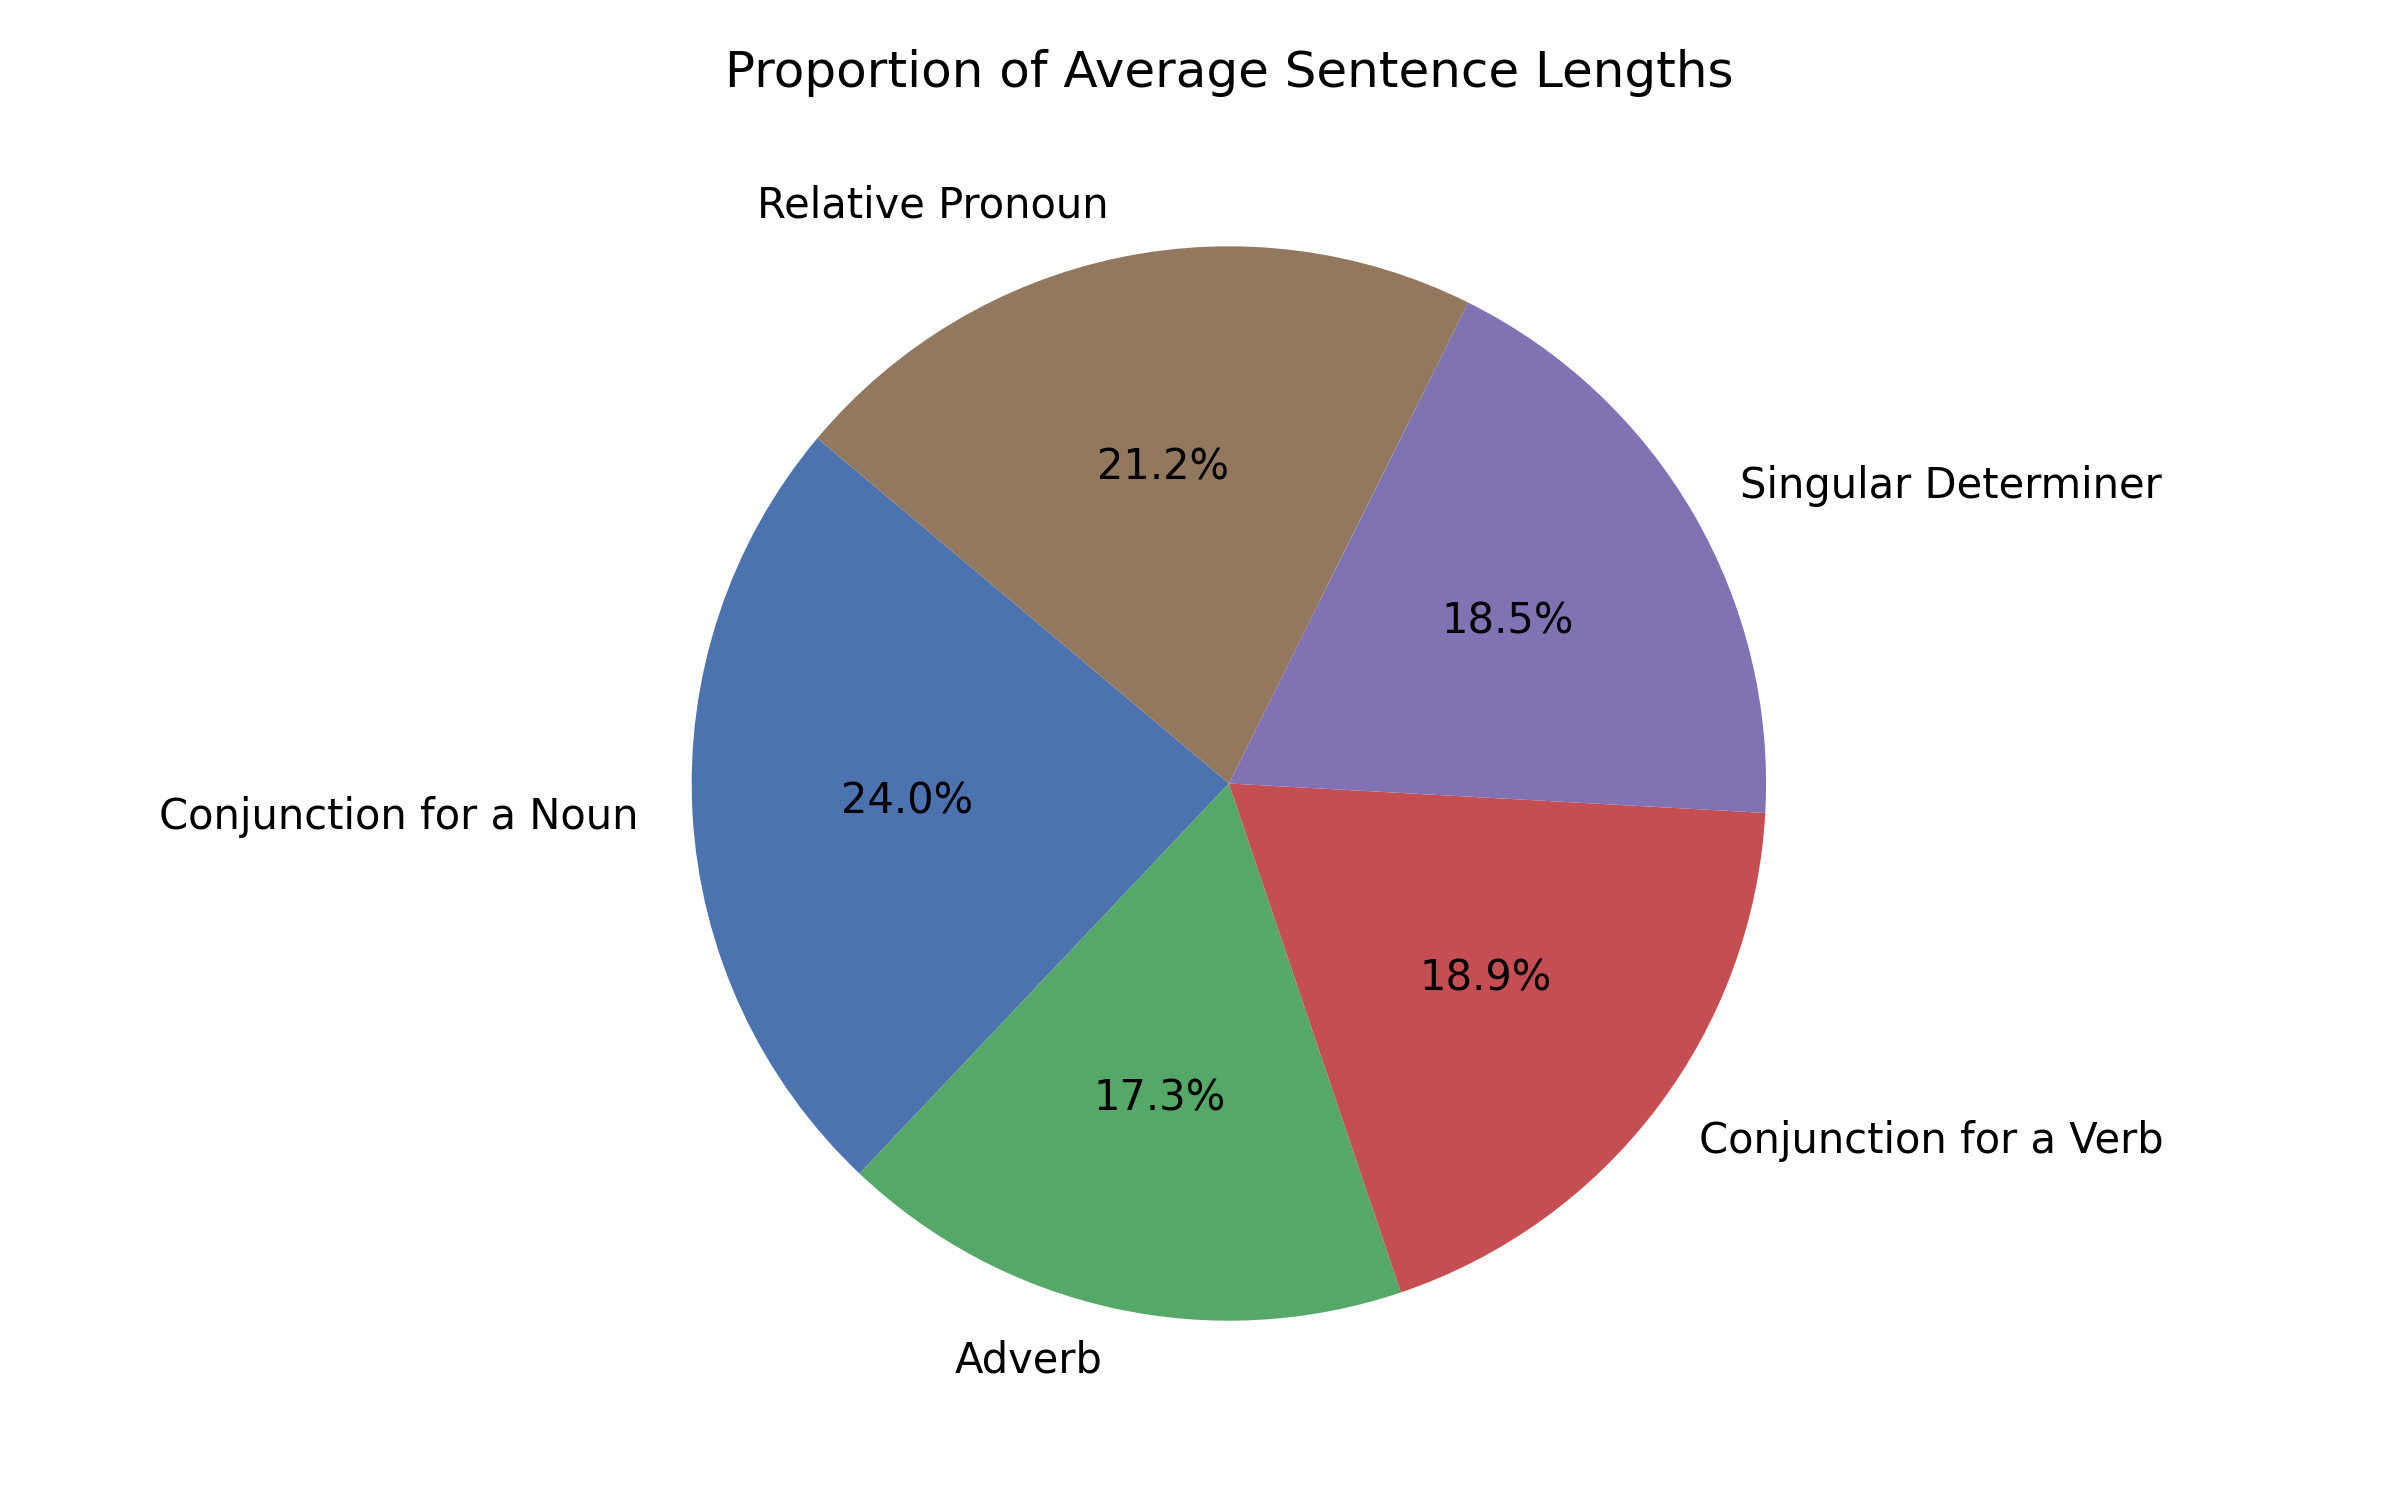 Proportion of Average Sentence Lengths
Relative Pronoun
21.2%
Singular Determiner
18.5%
Conjunction for a Noun
24.0%
18.9%
Conjunction for a Verb
17.3%
Adverb